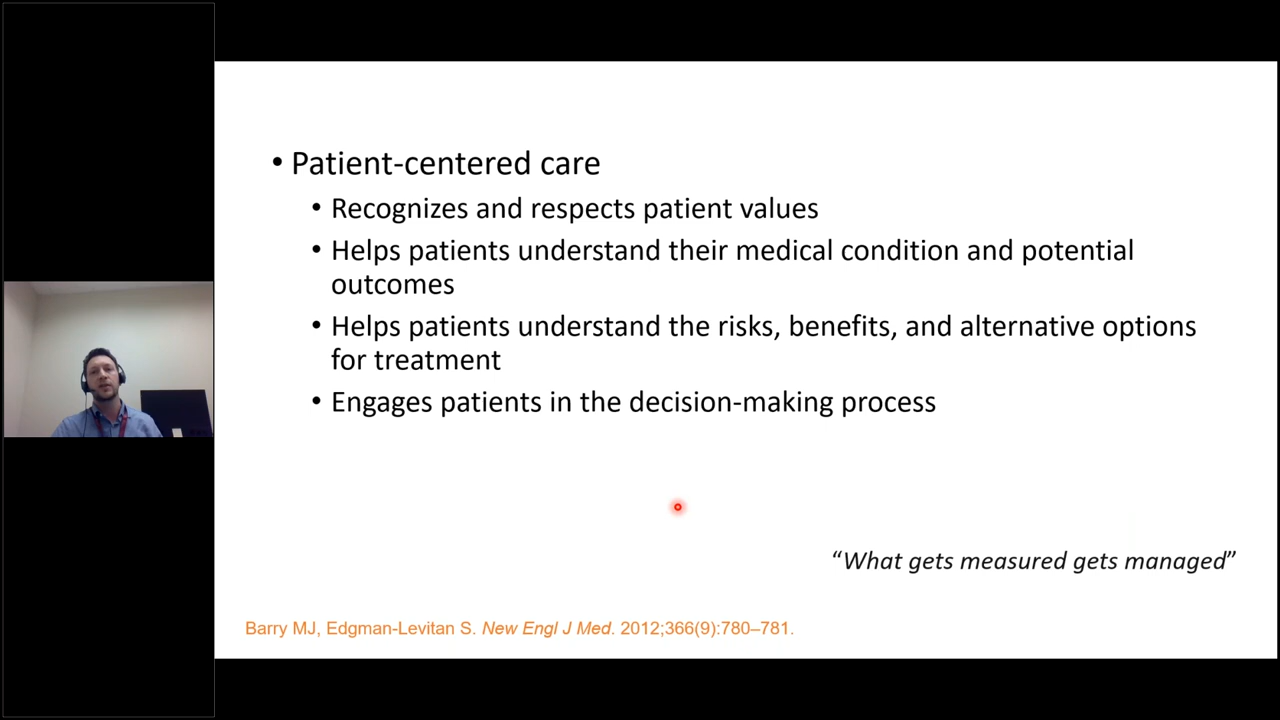 • Patient-centered care
• Recognizes and respects patient values
• Helps patients understand their medical condition and potential
outcomes
• Helps patients understand the risks, benefits, and alternative options
for treatment
• Engages patients in the decision-making process
“What gets measured gets managed”
Barry MJ, Edgman-Levitan S. New Engl J Med. 2012;366(9):780–781.